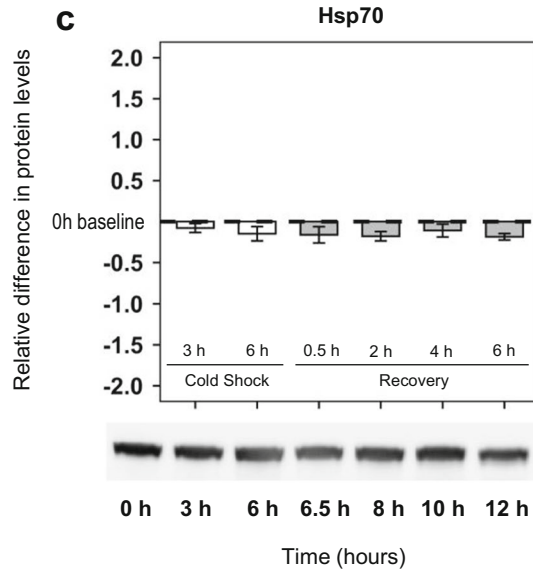 c
Hsp70
Relative difference in protein levels
2.0
1.5
1.0
0.5
0h baseline
-0.5
-1.0
-1.5
-2.0
3 h 6 h 0.5 h 2 h 4 h 6 h
Cold Shock Recovery
0 h 3 h 6 h 6.5 h 8 h 10 h 12 h
Time (hours)